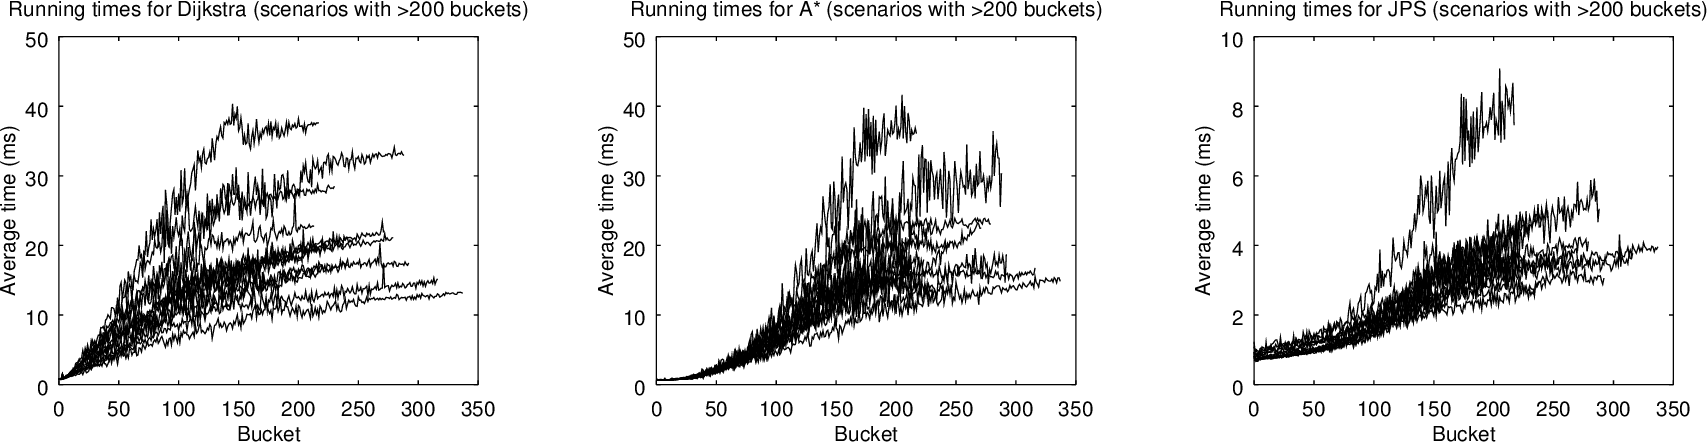 Running times for Dijkstra (scenarios with >200 buckets)
Average time (ms)
50
40
30
20
10
0
0 50 100 150 200 250 300 350
Bucket
Running times for A* (scenarios with >200 buckets)
Average time (ms)
50
40
30
20
10
0
0 50 100 150 200 250 300 350
Bucket
Running times for JPS (scenarios with >200 buckets)
Average time (ms)
10
8
6
4
2
0
0 50 100 150 200 250 300 350
Bucket